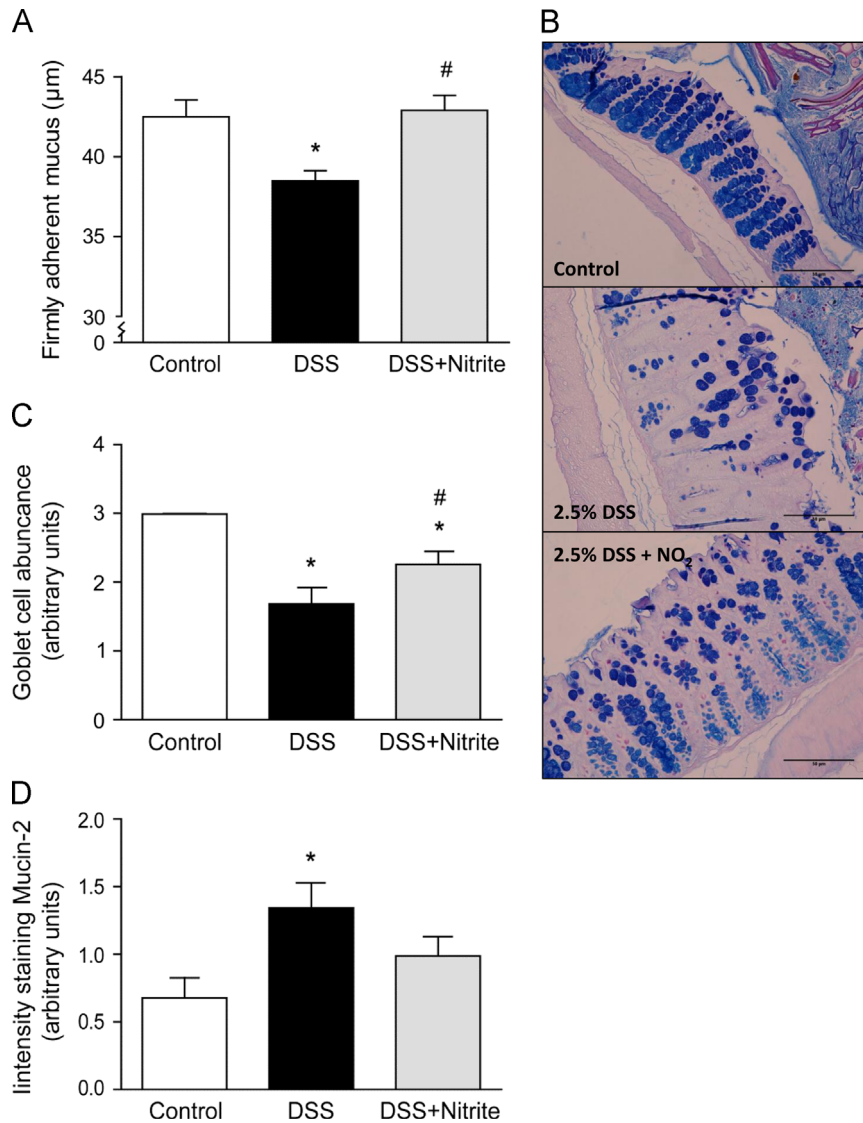 A
Firmly adherent mucus (µm)
45
40
35
30
0
*
#
Control
DSS
DSS+Nitrite
B
Control
2.5% DSS
2.5% DSS + NO2
C
Goblet cell abuncance
(arbitrary units)
4
3
2
1
0
*
#
*
Control
DSS
DSS+Nitrite
D
Iintensity staining Mucin-2
(arbitrary units)
2.0
1.5
1.0
0.5
0.0
*
Control
DSS
DSS+Nitrite